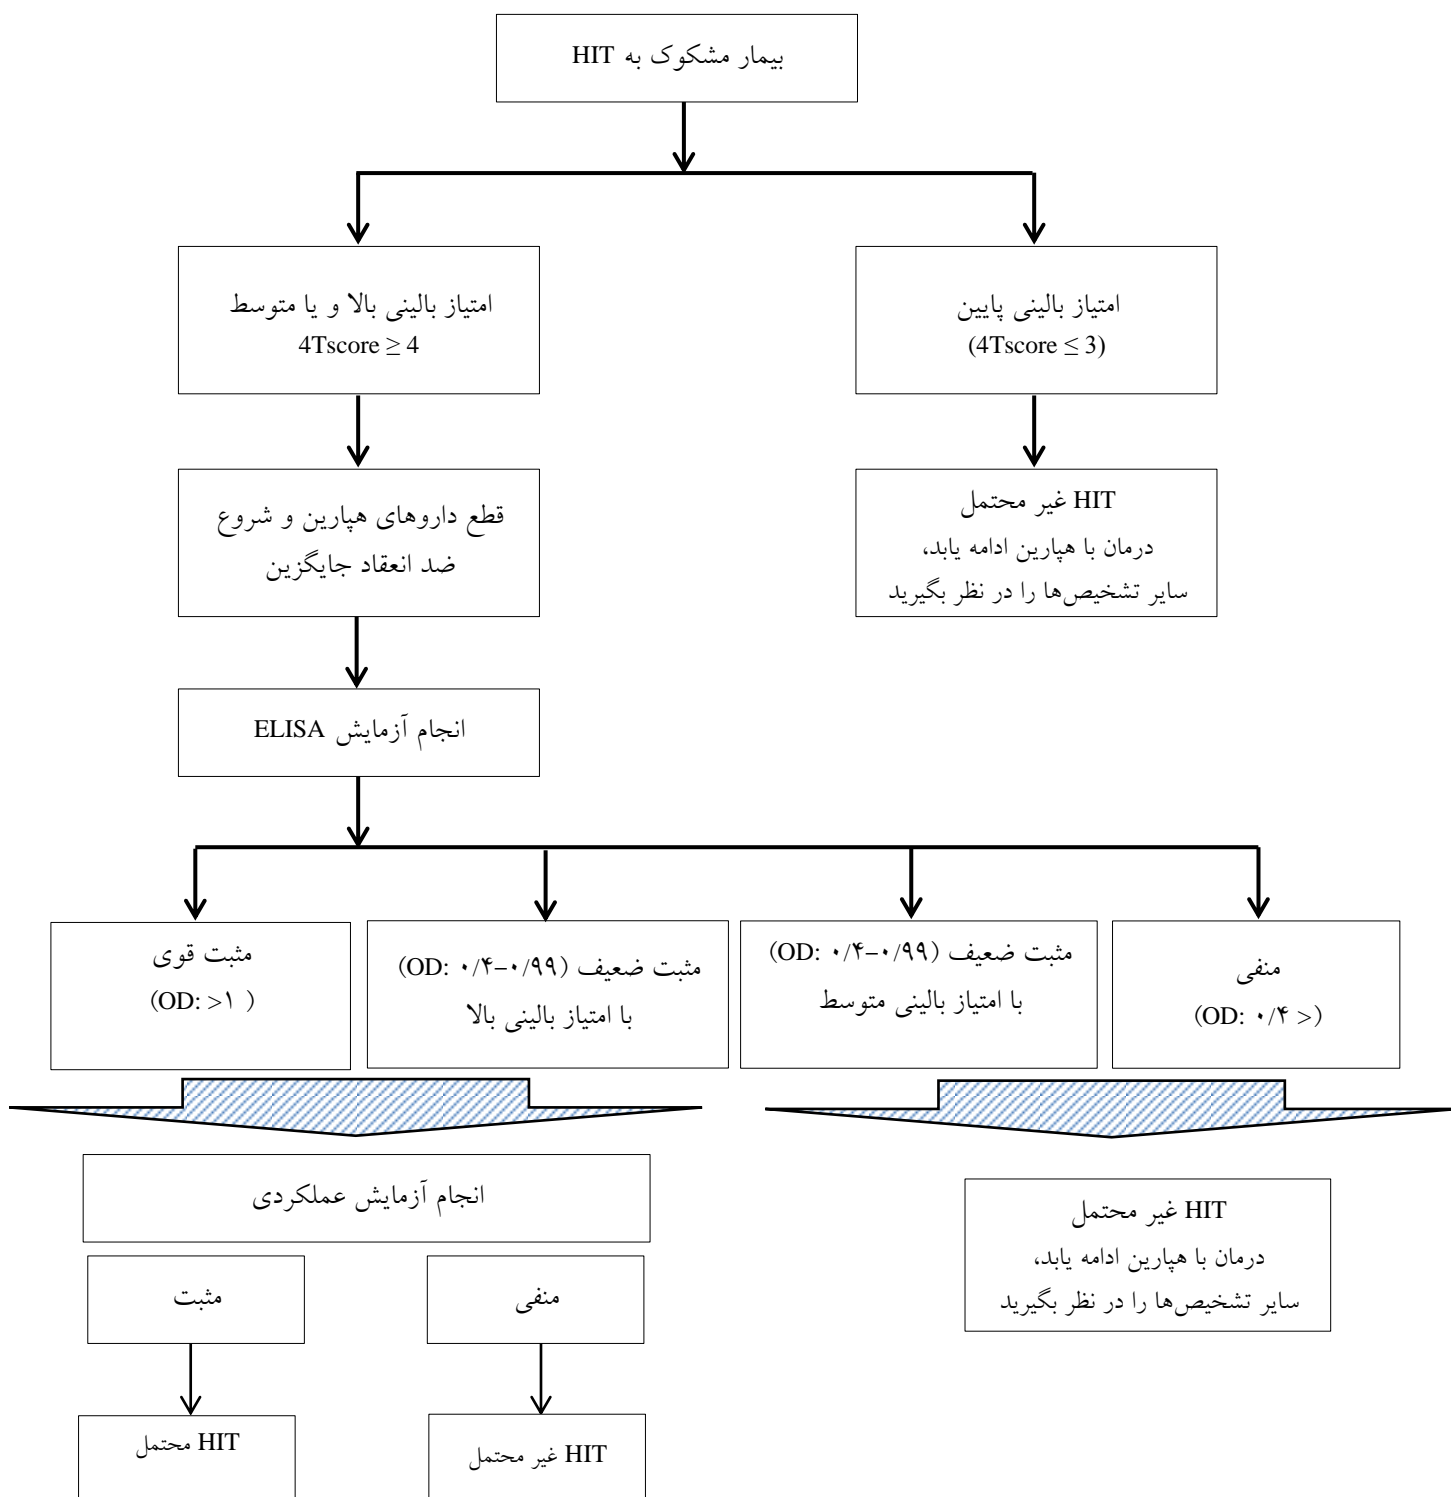 بیمار مشکوک به HIT
امتیاز بالینی پایین
(4Tscore ≤ 3)
امتیاز بالینی بالا و یا متوسط
4Tscore ≥ 4
HIT غیر محتمل
درمان با هپارین ادامه یابد،
سایر تشخیص‌ها را در نظر بگیرید
قطع داروهای هپارین و شروع
ضد انعقاد جایگزین
انجام آزمایش ELISA
منفی
(OD: ۰/۴ >)
مثبت ضعیف (OD: ۰/۴-۰/۹۹)
با امتیاز بالینی متوسط
مثبت ضعیف (OD: ۰/۴-۰/۹۹)
با امتیاز بالینی بالا
مثبت قوی
(OD: >۱ )
HIT غیر محتمل
درمان با هپارین ادامه یابد،
سایر تشخیص‌ها را در نظر بگیرید
انجام آزمایش عملکردی
منفی
مثبت
HIT غیر محتمل
HIT محتمل